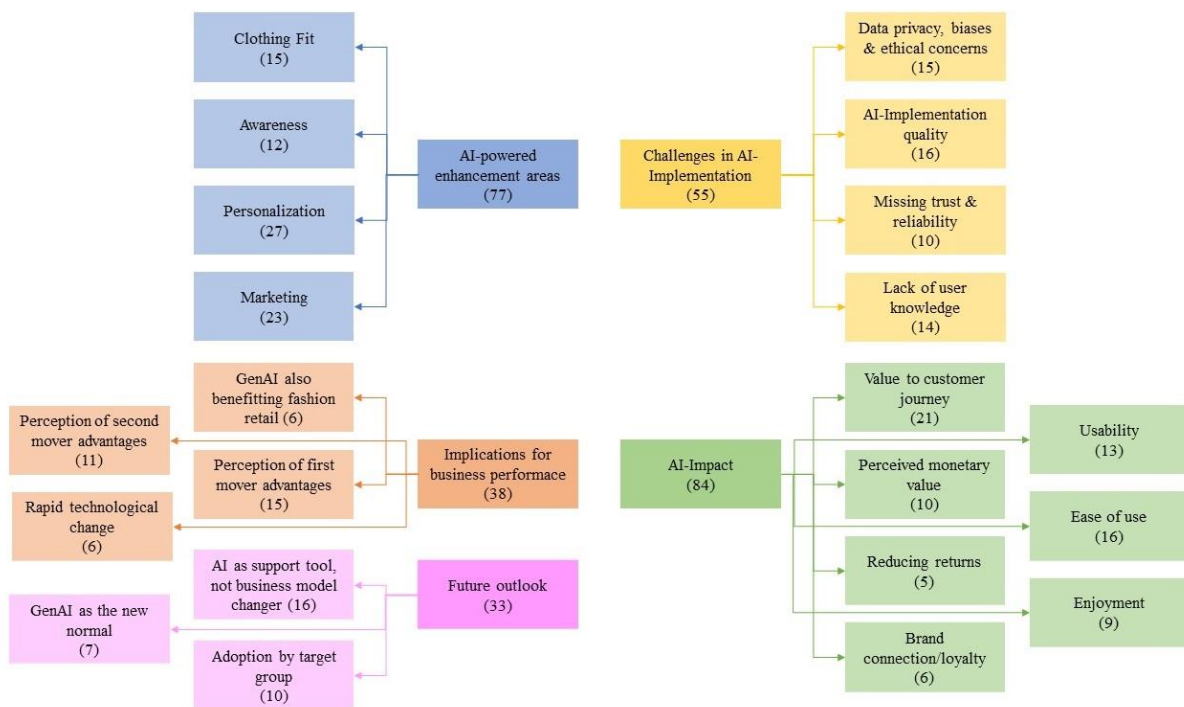 Clothing Fit
(15)
Awareness
(12)
Personalization
(27)
Marketing
(23)
AI-powered
enhancement areas
(77)
Challenges in AI-
Implementation
(55)
Data privacy, biases
& ethical concerns
(15)
AI-Implementation
quality
(16)
Missing trust &
reliability
(10)
Lack of user
knowledge
(14)
GenAI also
benefitting fashion
retail (6)
Perception of second
mover advantages
(11)
Perception of first
mover advantages
(15)
Rapid technological
change
(6)
Implications for
business performace
(38)
AI as support tool,
not business model
changer (16)
GenAI as the new
normal
(7)
Adoption by target
group
(10)
Future outlook
(33)
AI-Impact
(84)
Value to customer
journey
(21)
Usability
(13)
Perceived monetary
value
(10)
Ease of use
(16)
Reducing returns
(5)
Enjoyment
(9)
Brand
connection/loyalty
(6)